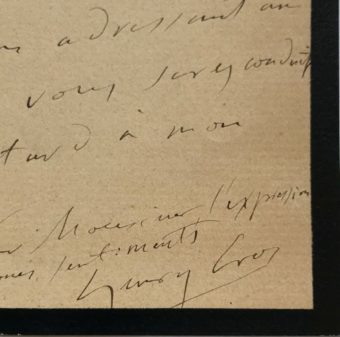 adressant au
vous serez conduit
tard à mon
Monsieur l'expression
sentiments
Henry Cros